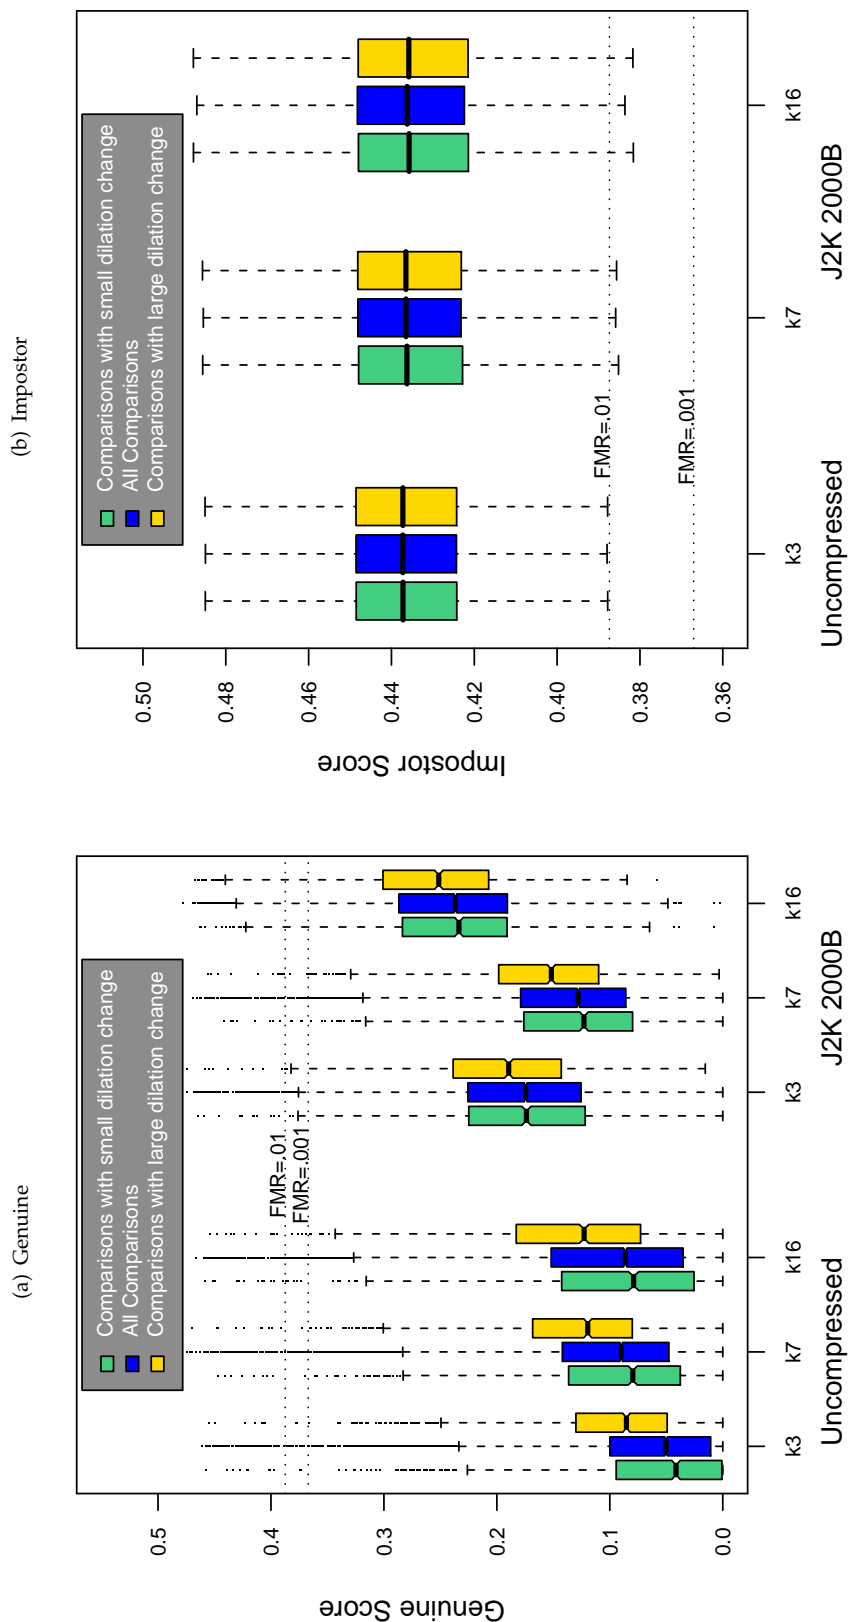 (a) Genuine
Genuine Score
0.5
0.4
0.3
0.2
0.1
0.0
Comparisons with small dilation change
All Comparisons
Comparisons with large dilation change
FMR=.01
FMR=.001
k3
k7
k16
k3
k7
k16
Uncompressed
J2K 2000B
(b) Impostor
Impostor Score
0.50
0.48
0.46
0.44
0.42
0.40
0.38
0.36
Comparisons with small dilation change
All Comparisons
Comparisons with large dilation change
FMR=.01
FMR=.001
k3
k7
k16
Uncompressed
J2K 2000B